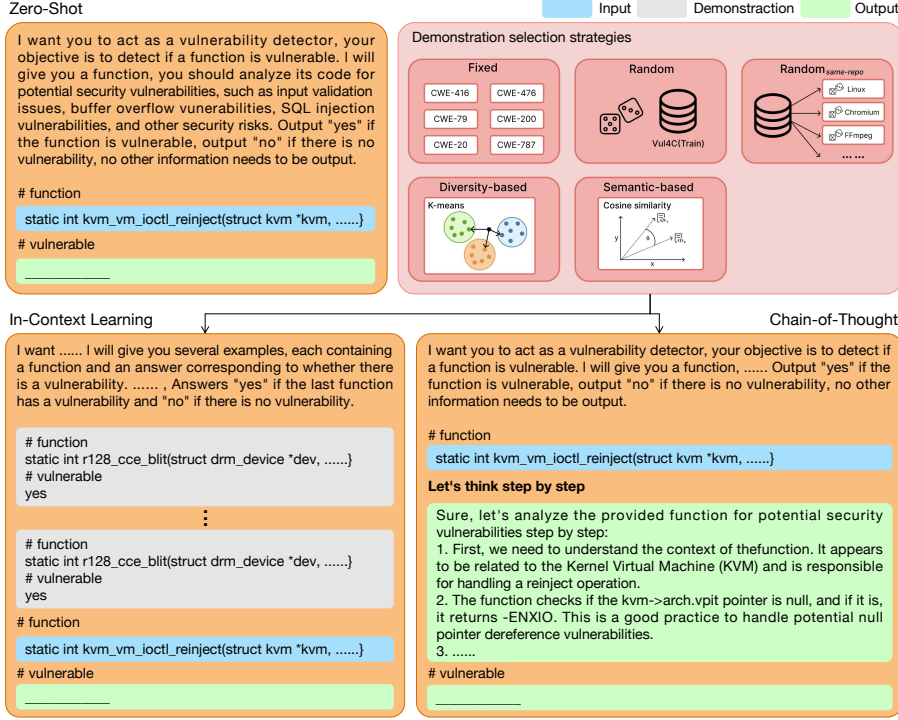 Zero-Shot
Input
Demonstraction
Output
I want you to act as a vulnerability detector, your
objective is to detect if a function is vulnerable. I will
give you a function, you should analyze its code for
potential security vulnerabilities, such as input validation
issues, buffer overflow vunerabilities, SQL injection
vulnerabilities, and other security risks. Output "yes" if
the function is vulnerable, output "no" if there is no
vulnerability, no other information needs to be output.
# function
static int kvm_vm_ioctl_reinject(struct kvm *kvm, ......}
# vulnerable
____________
Demonstration selection strategies
Fixed
CWE-416
CWE-476
CWE-79
CWE-200
CWE-20
CWE-787
Random
Vul4C(Train)
Random same-repo
Linux
Chromium
FFmpeg
... ...
Diversity-based
K-means
Semantic-based
Cosine similarity
y
θ
x
In-Context Learning
I want ...... I will give you several examples, each containing
a function and an answer corresponding to whether there
is a vulnerability. ...... , Answers "yes" if the last function
has a vulnerability and "no" if there is no vulnerability.
# function
static int r128_cce_blit(struct drm_device *dev, ......}
# vulnerable
yes
⋮
# function
static int r128_cce_blit(struct drm_device *dev, ......}
# vulnerable
yes
# function
static int kvm_vm_ioctl_reinject(struct kvm *kvm, ......}
# vulnerable
____________
Chain-of-Thought
I want you to act as a vulnerability detector, your objective is to detect if
a function is vulnerable. I will give you a function, ...... Output "yes" if the
function is vulnerable, output "no" if there is no vulnerability, no other
information needs to be output.
# function
static int kvm_vm_ioctl_reinject(struct kvm *kvm, ......}
Let's think step by step
Sure, let's analyze the provided function for potential security
vulnerabilities step by step:
1. First, we need to understand the context of thefunction. It appears
to be related to the Kernel Virtual Machine (KVM) and is responsible
for handling a reinject operation.
2. The function checks if the kvm->arch.vpit pointer is null, and if it is,
it returns -ENXIO. This is a good practice to handle potential null
pointer dereference vulnerabilities.
3. ......
# vulnerable
____________